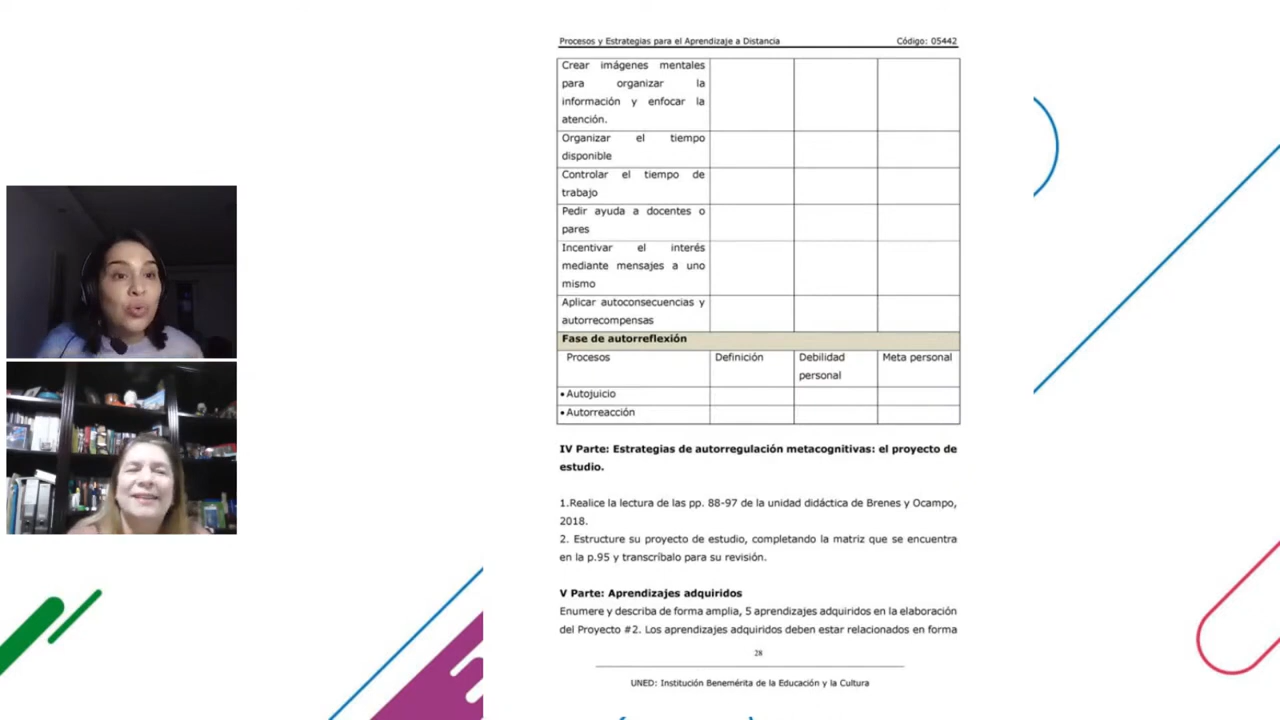 Procesos y Estrategias para el Aprendizaje a Distancia Código: 05442
Crear imágenes mentales
para organizar la
información y enfocar la
atención.
Organizar el tiempo
disponible
Controlar el tiempo de
trabajo
Pedir ayuda a docentes o
pares
Incentivar el interés
mediante mensajes a uno
mismo
Aplicar autoconsecuencias y
autorrecompensas
Fase de autorreflexión
Procesos Definición Debilidad Meta personal
personal
•Autojuicio
•Autorreacción
IV Parte: Estrategias de autorregulación metacognitivas: el proyecto de
estudio.
1.Realice la lectura de las pp. 88-97 de la unidad didáctica de Brenes y Ocampo,
2018.
2. Estructure su proyecto de estudio, completando la matriz que se encuentra
en la p.95 y transcríbalo para su revisión.
V Parte: Aprendizajes adquiridos
Enumere y describa de forma amplia, 5 aprendizajes adquiridos en la elaboración
del Proyecto #2. Los aprendizajes adquiridos deben estar relacionados en forma
28
UNED: Institución Benemérita de la Educación y la Cultura